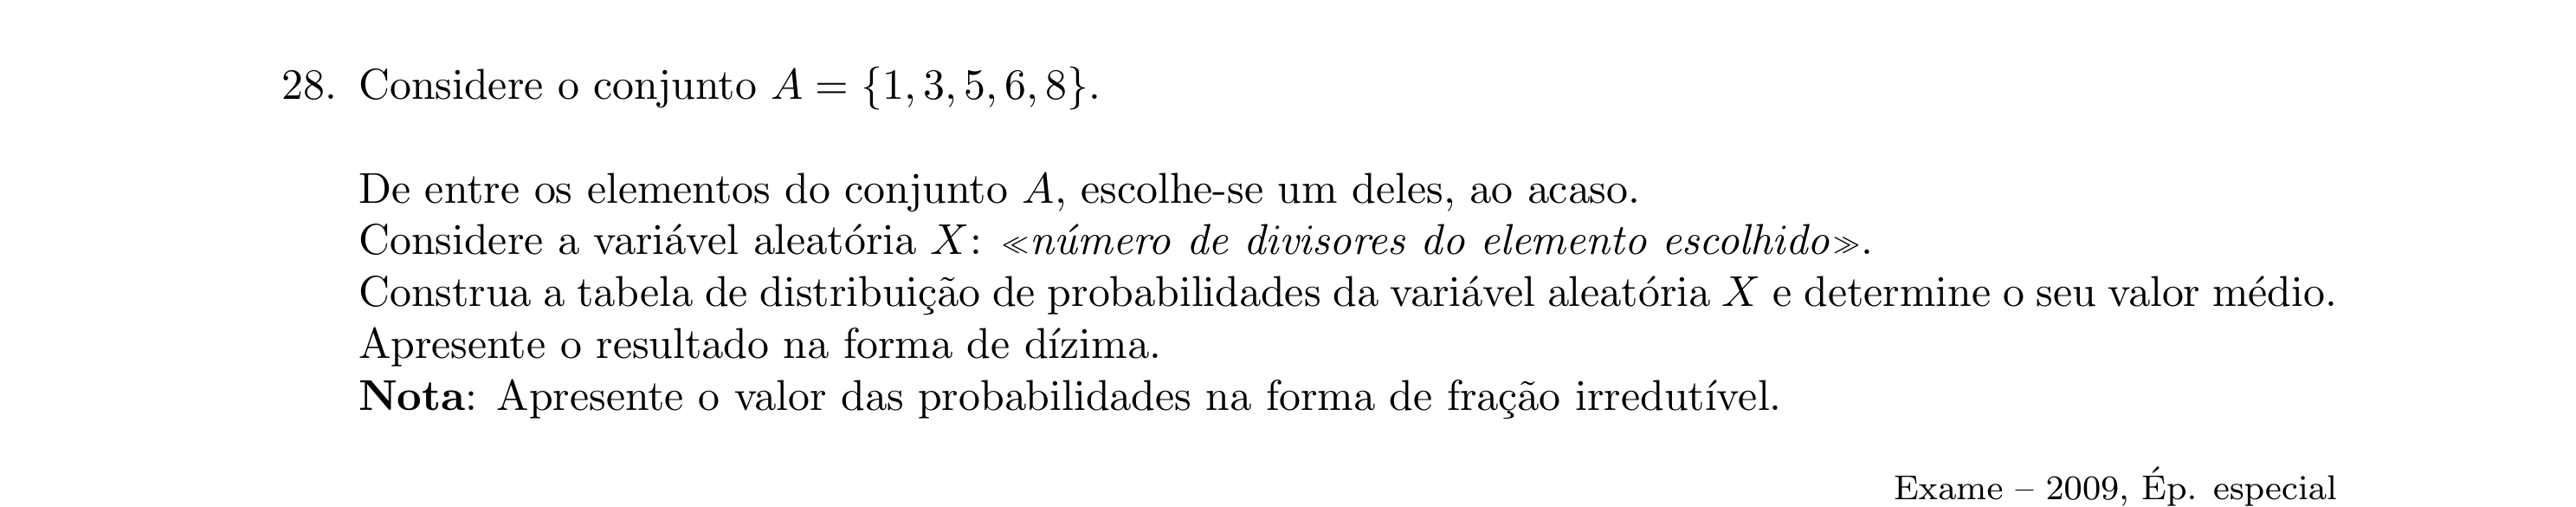 28. Considere o conjunto A = {1, 3, 5, 6, 8}.
De entre os elementos do conjunto A, escolhe-se um deles, ao acaso.
Considere a variável aleatória X: ≪número de divisores do elemento escolhido≫.
Construa a tabela de distribuição de probabilidades da variável aleatória X e determine o seu valor médio.
Apresente o resultado na forma de dízima.
Nota: Apresente o valor das probabilidades na forma de fração irredutível.
Exame – 2009, Ép. especial